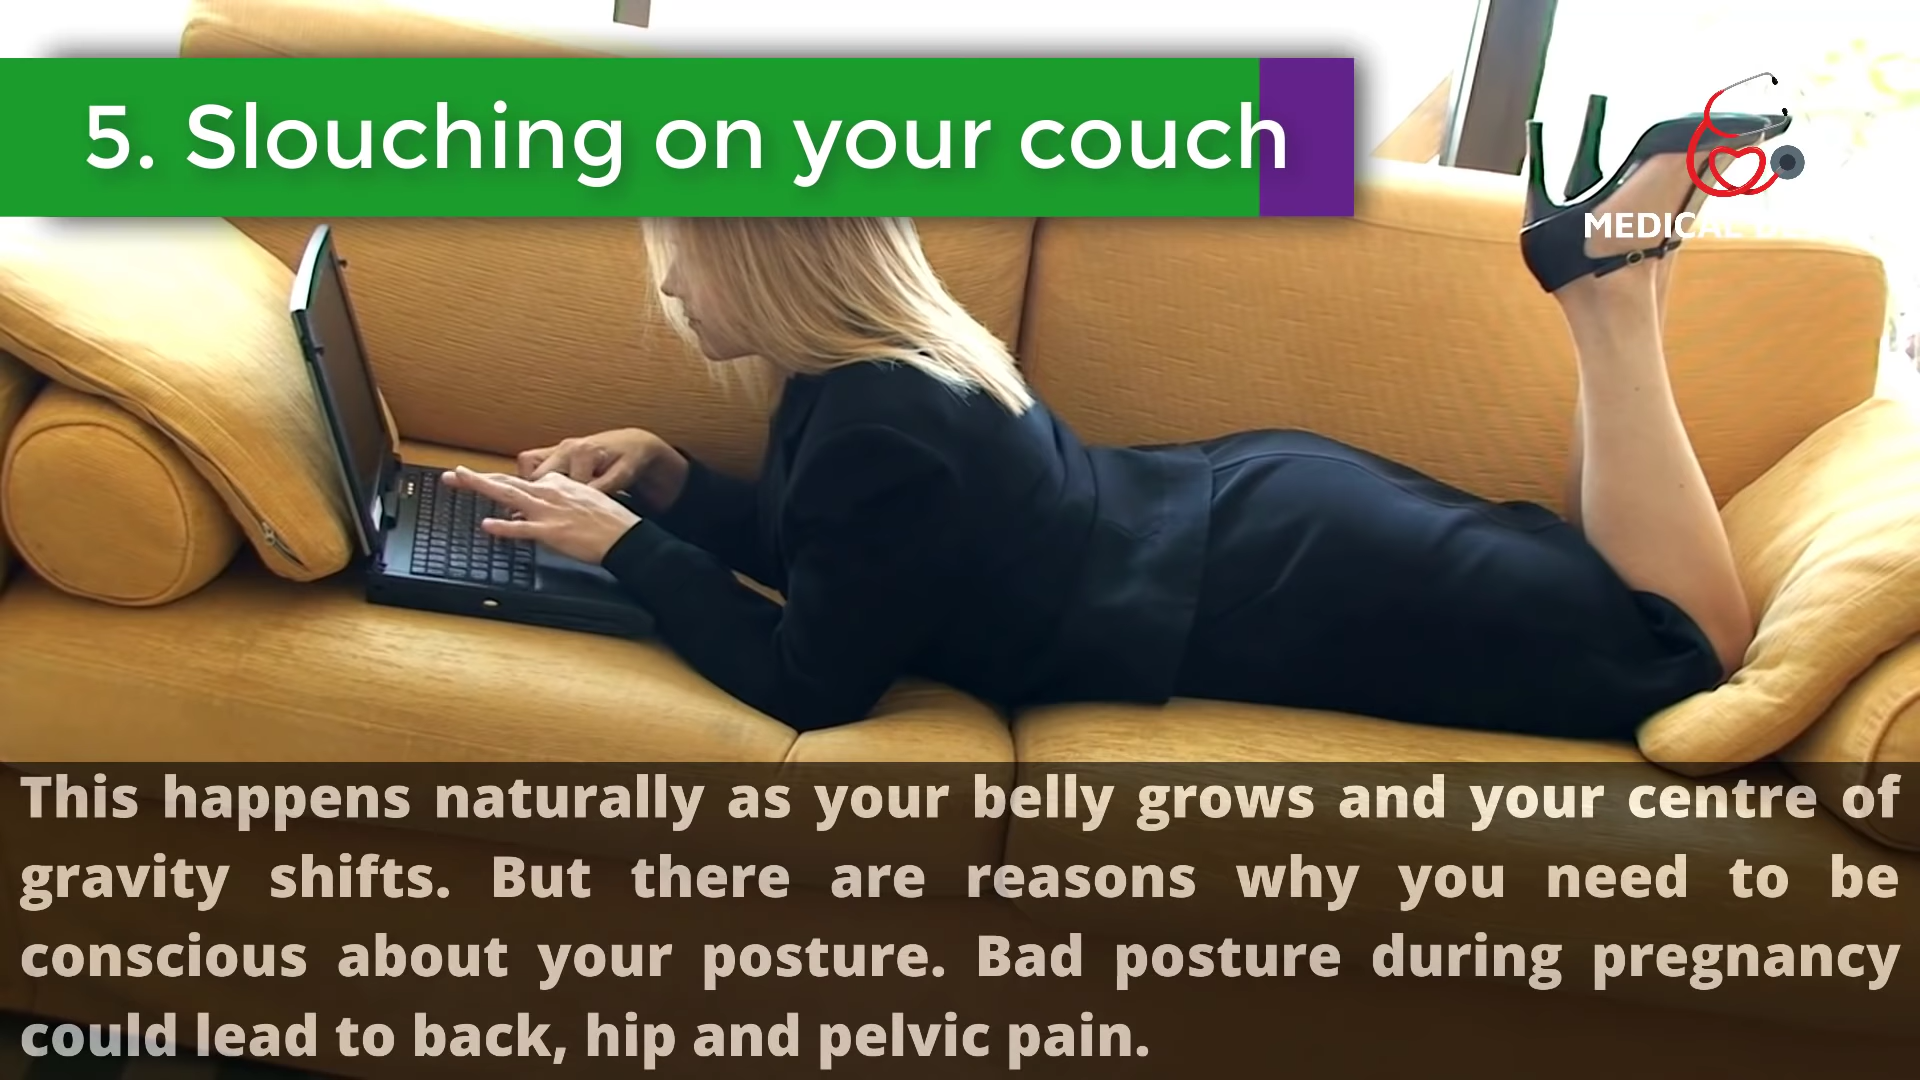 5. Slouching on your couch
MEDICAL
This happens naturally as your belly grows and your centre of
gravity shifts. But there are reasons why you need to be
conscious about your posture. Bad posture during pregnancy
could lead to back, hip and pelvic pain.